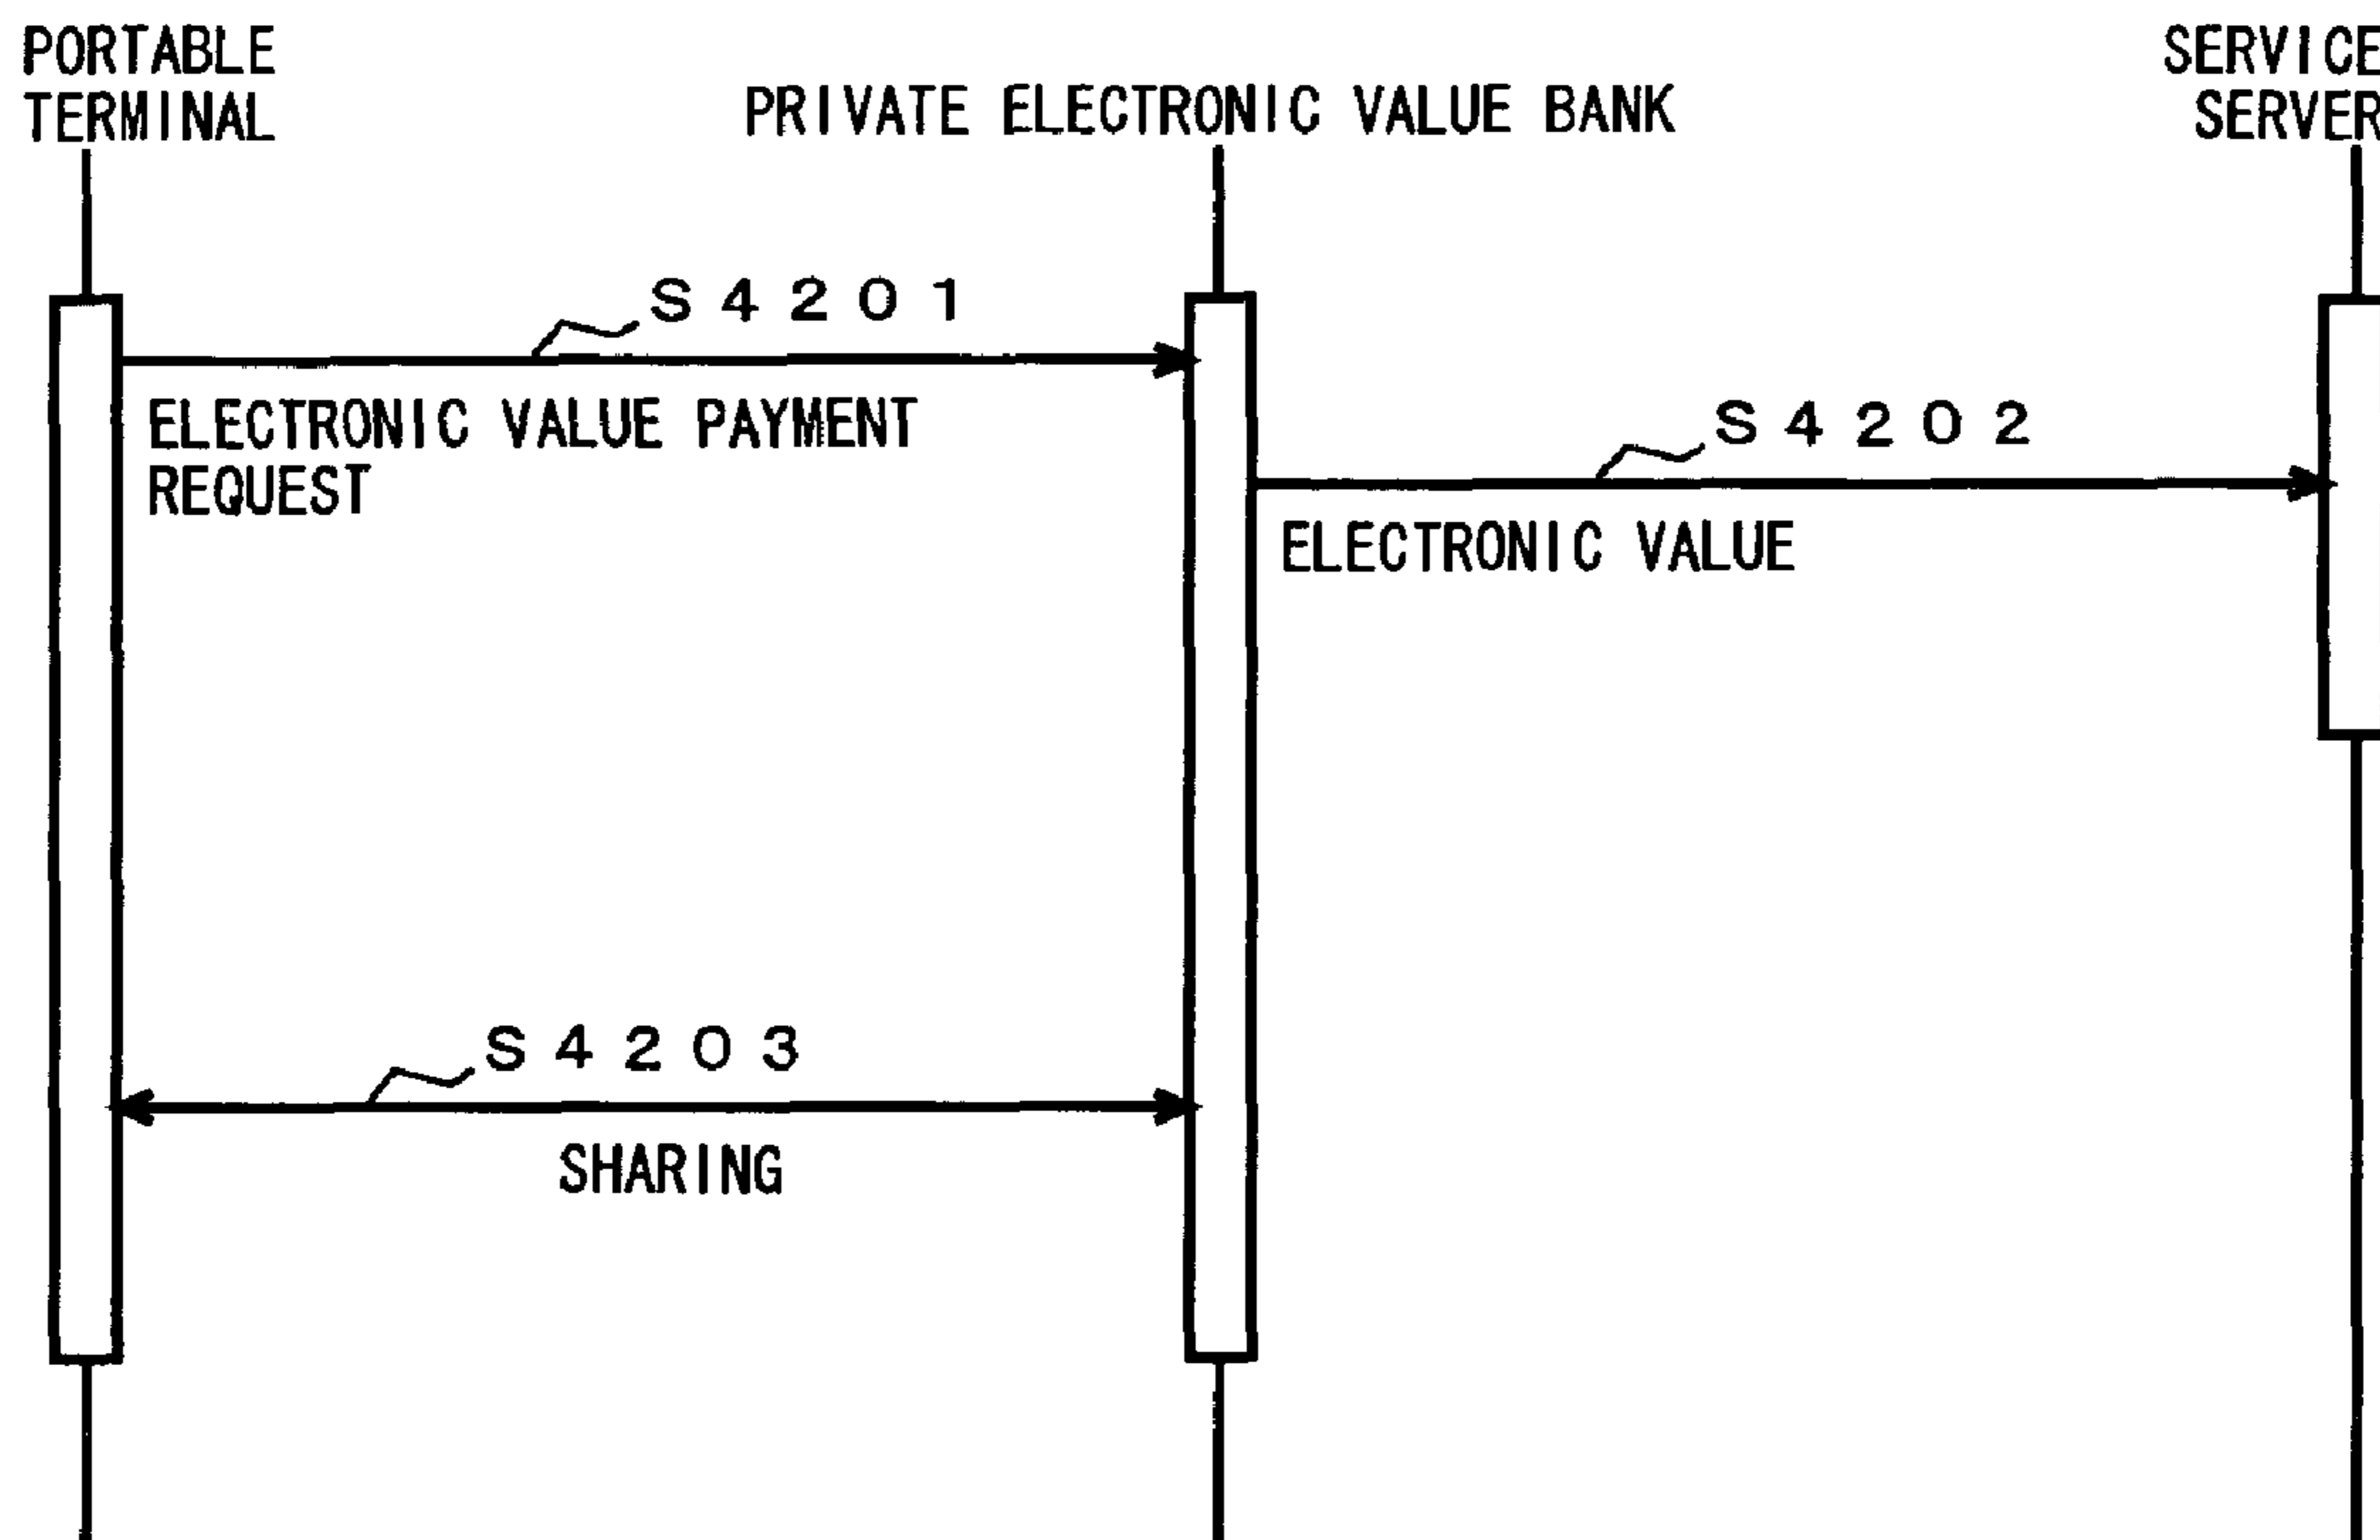 PORTABLE
TERMINAL
PRIVATE ELECTRONIC VALUE BANK
SERVICE
SERVER
S4201
ELECTRONIC VALUE PAYMENT
REQUEST
S4202
ELECTRONIC VALUE
S4203
SHARING